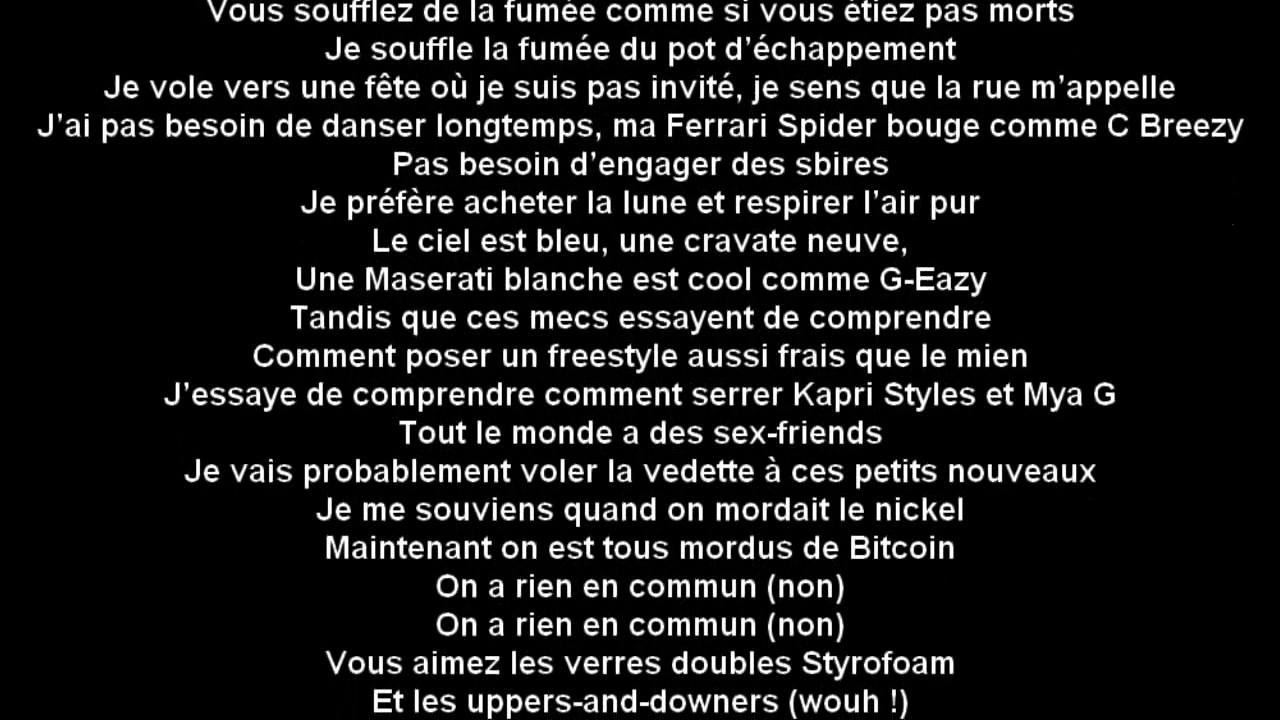 Vous soufflez de la fumée comme si vous étiez pas morts
Je souffle la fumée du pot d’échappement
Je vole vers une fête où je suis pas invité, je sens que la rue m’appelle
J’ai pas besoin de danser longtemps, ma Ferrari Spider bouge comme C Breezy
Pas besoin d’engager des sbires
Je préfère acheter la lune et respirer l’air pur
Le ciel est bleu, une cravate neuve,
Une Maserati blanche est cool comme G-Eazy
Tandis que ces mecs essayent de comprendre
Comment poser un freestyle aussi frais que le mien
J’essaye de comprendre comment serrer Kapri Styles et Mya G
Tout le monde a des sex-friends
Je vais probablement voler la vedette à ces petits nouveaux
Je me souviens quand on mordait le nickel
Maintenant on est tous mordus de Bitcoin
On a rien en commun (non)
On a rien en commun (non)
Vous aimez les verres doubles Styrofoam
Et les uppers-and-downers (wouh !)